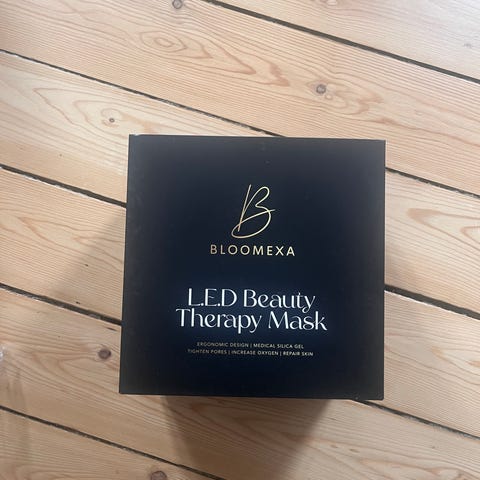 B
BLOOMEXA
L.E.D Beauty
Therapy Mask
ERGONOMIC DESIGN | MEDICAL SILICA GEL
TIGHTEN PORES | INCREASE OXYGEN | REPAIR SKIN